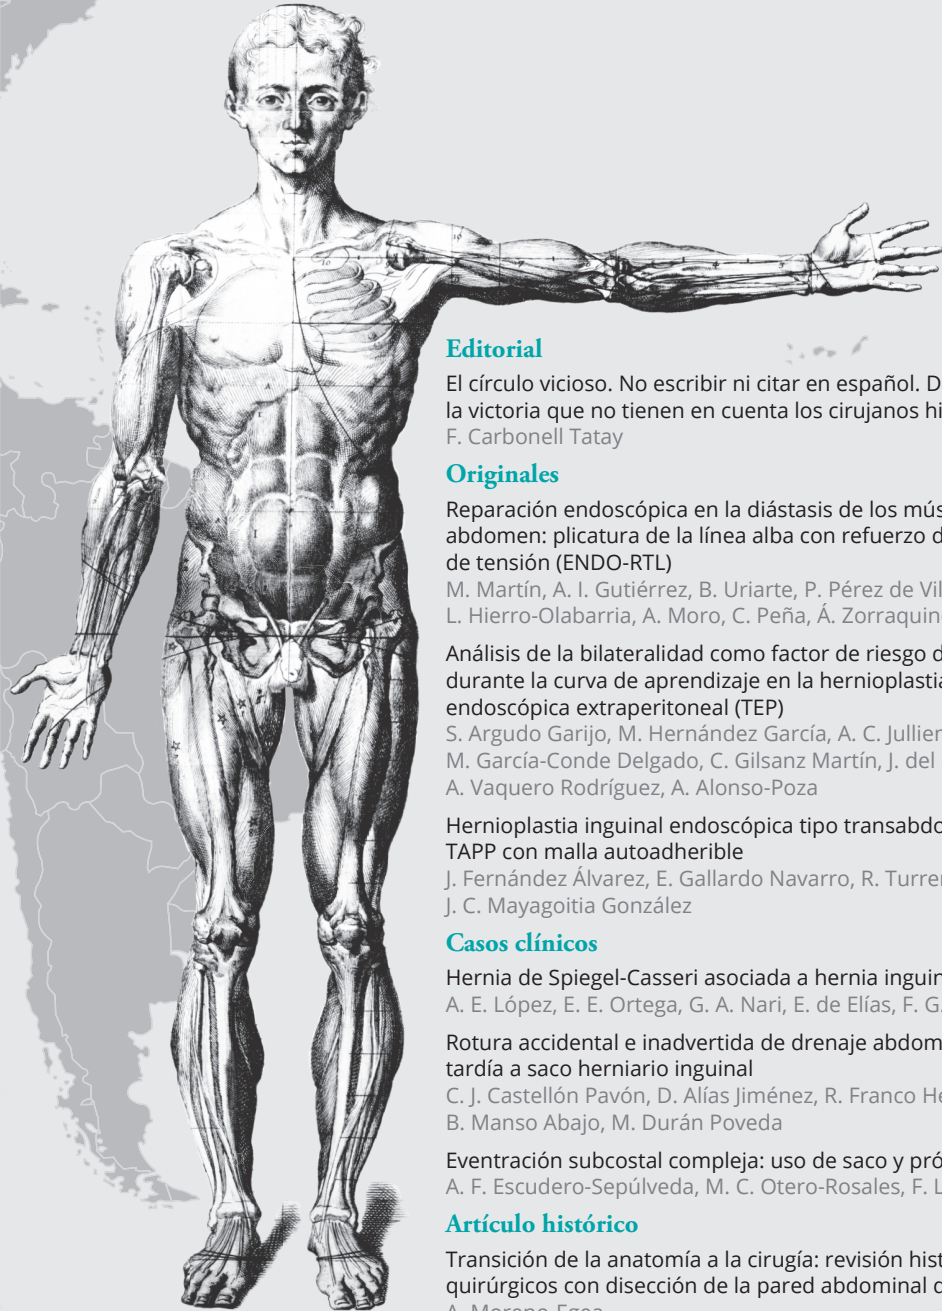 Editorial
El círculo vicioso. No escribir ni citar en español. D
la victoria que no tienen en cuenta los cirujanos hi
F. Carbonell Tatay
Originales
Reparación endoscópica en la diástasis de los mús
abdomen: plicatura de la línea alba con refuerzo d
de tensión (ENDO-RTL)
M. Martín, A. I. Gutiérrez, B. Uriarte, P. Pérez de Vil
L. Hierro-Olabarria, A. Moro, C. Peña, Á. Zorraquin
Análisis de la bilateralidad como factor de riesgo d
durante la curva de aprendizaje en la hernioplastia
endoscópica extraperitoneal (TEP)
S. Argudo Garijo, M. Hernández García, A. C. Jullien
M. García-Conde Delgado, C. Gilsanz Martín, J. del
A. Vaquero Rodríguez, A. Alonso-Poza
Hernioplastia inguinal endoscópica tipo transabdo
TAPP con malla autoadherible
J. Fernández Álvarez, E. Gallardo Navarro, R. Turre
J. C. Mayagoitia González
Casos clínicos
Hernia de Spiegel-Casseri asociada a hernia inguin
A. E. López, E. E. Ortega, G. A. Nari, E. de Elías, F. G.
Rotura accidental e inadvertida de drenaje abdom
tardía a saco herniario inguinal
C. J. Castellón Pavón, D. Alías Jiménez, R. Franco He
B. Manso Abajo, M. Durán Poveda
Eventración subcostal compleja: uso de saco y pró
A. F. Escudero-Sepúlveda, M. C. Otero-Rosales, F. L
Artículo histórico
Transición de la anatomía a la cirugía: revisión hist
quirúrgicos con disección de la pared abdominal d
A. Moreno-Egea